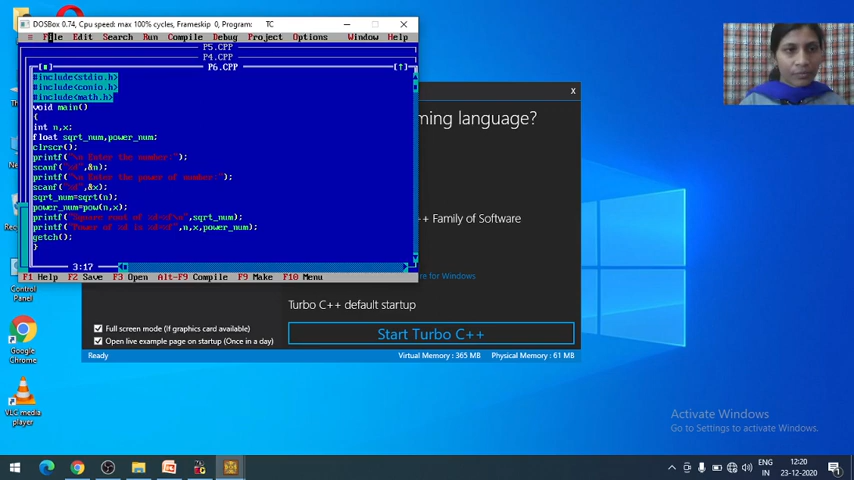 DOSBox 0.74, Cpu speed: max 100% cycles, Frameskip 0, Program: TC
≡ File Edit Search Run Compile Debug Project Options Window Help
P5.CPP
P4.CPP
P6.CPP
#include<stdio.h>
#include<conio.h>
#include<math.h>
void main()
{
int n,x;
float sqrt_num,power_num;
clrscr();
printf("\n Enter the number:");
scanf("%d",&n);
printf("\n Enter the power of number:");
scanf("%d",&x);
sqrt_num=sqrt(n);
power_num=pow(n,x);
printf("Square root of
\n",sqrt_num);
printf("Power of %d is
",n,x,power_num);
getch();
}
3:17
F1 Help F2 Save F3 Open Alt-F9 Compile F9 Make F10 Menu
X
ming language?
+ Family of Software
re for Windows
Turbo C++ default startup
Full screen mode (If graphics card available)
Open live example page on startup (Once in a day)
Start Turbo C++
Ready
Virtual Memory : 365 MB Physical Memory : 61 MB
Control
Panel
Google
Chrome
VLC media
player
Activate Windows
Go to Settings to activate Windows.
ENG
IN
12:20
23-12-2020